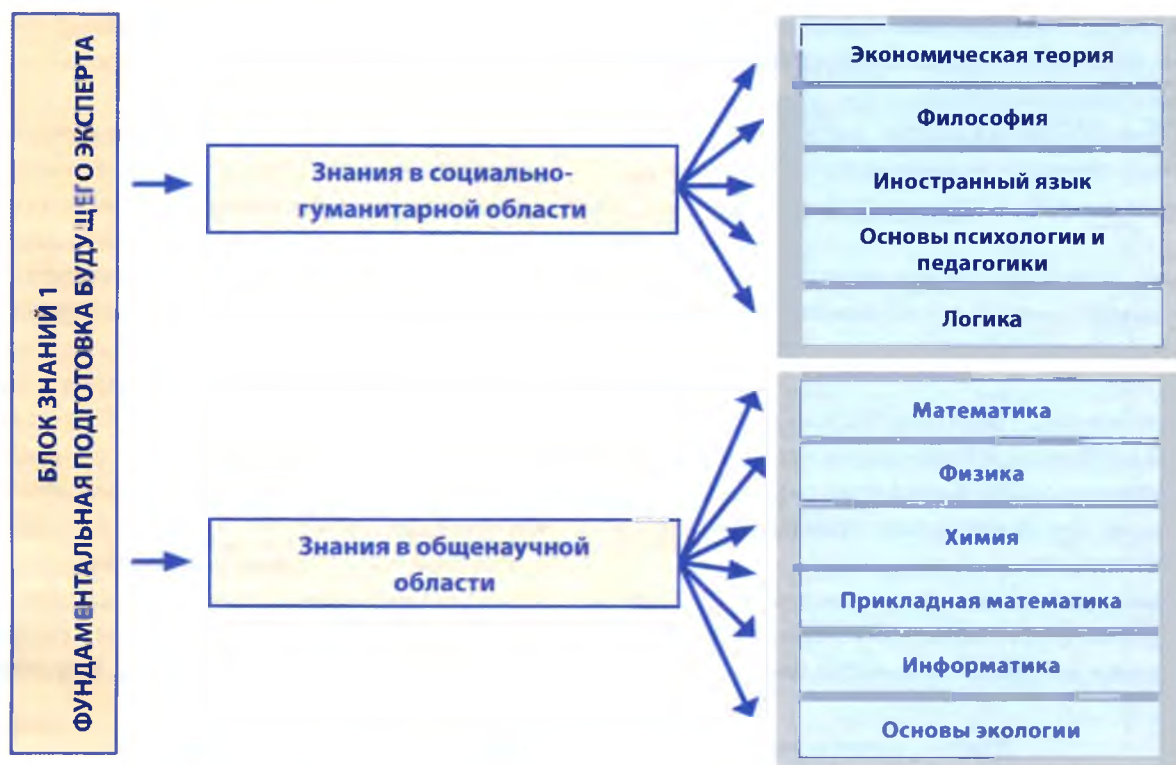 БЛОК ЗНАНИЙ 1
ФУНДАМЕНТАЛЬНАЯ ПОДГОТОВКА БУДУЩЕГО ЭКСПЕРТА
Знания в социально-
гуманитарной области
Экономическая теория
Философия
Иностранный язык
Основы психологии и
педагогики
Логика
Знания в общенаучной
области
Математика
Физика
Химия
Прикладная математика
Информатика
Основы экологии